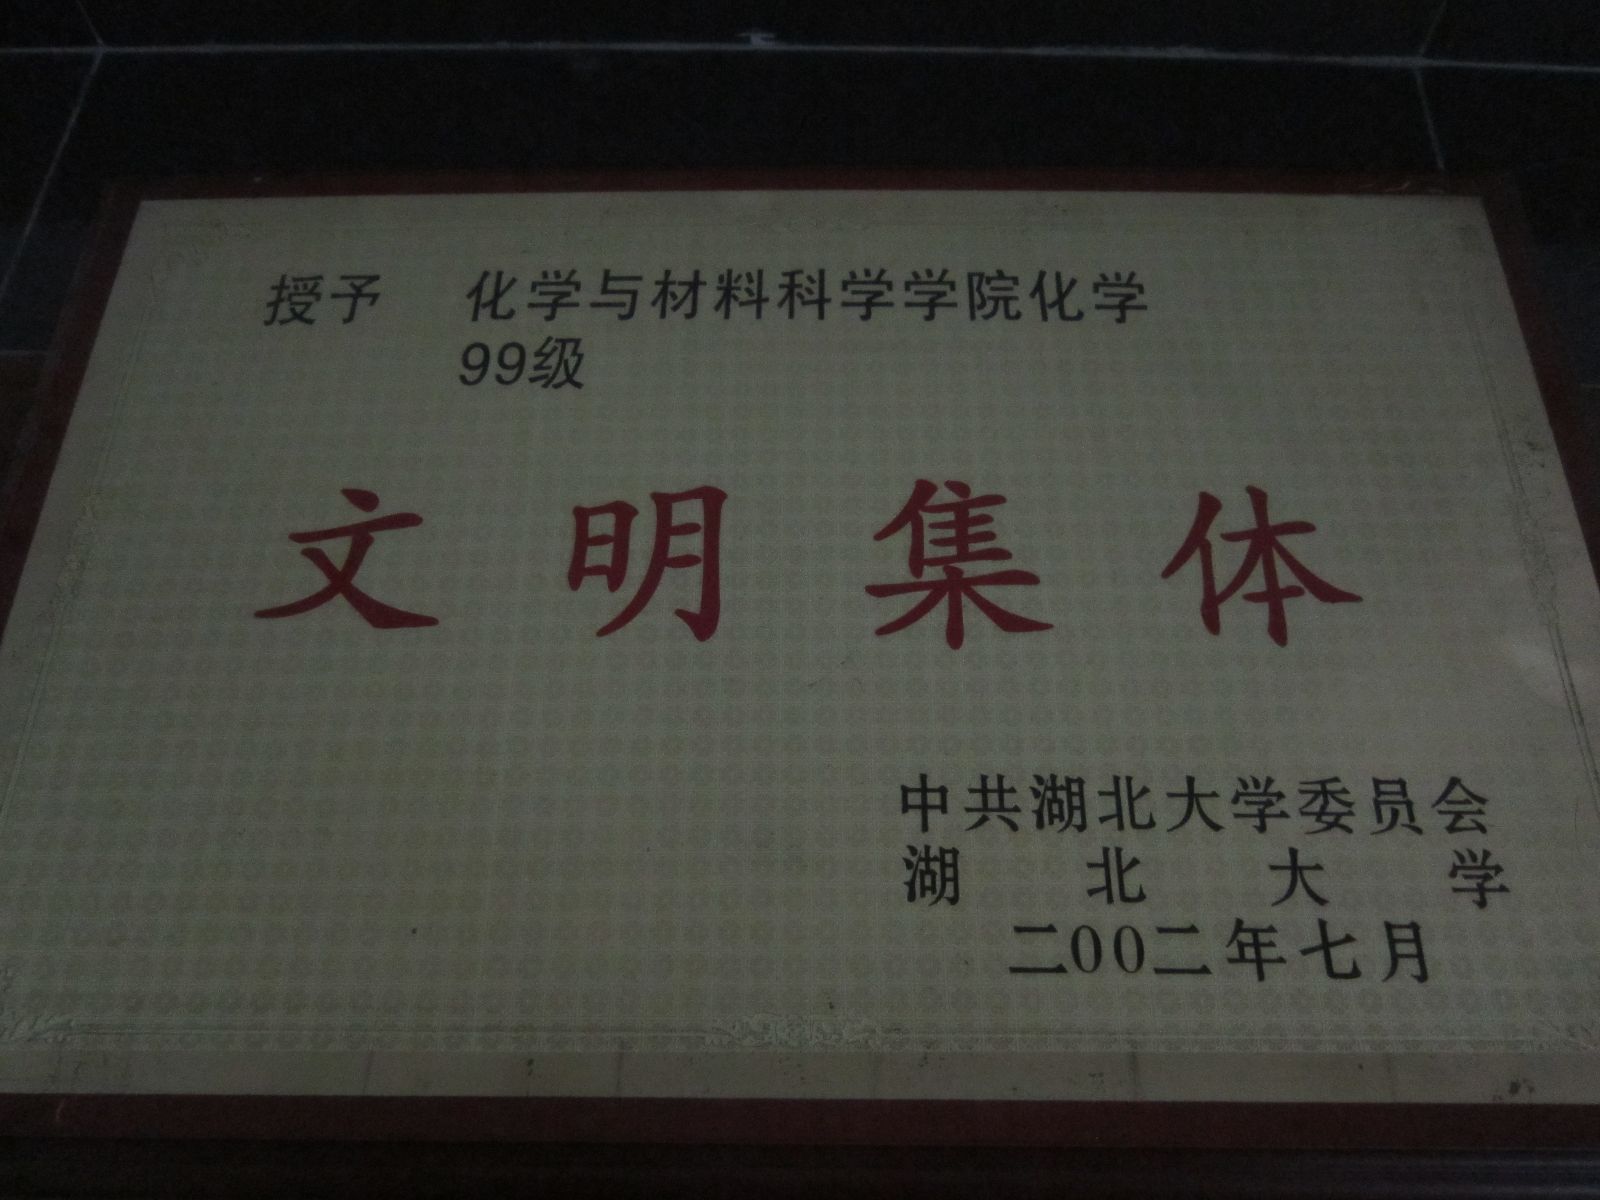 授予 化学与材料科学学院化学
99级
文明集体
中共湖北大学委员会
湖北大学
二00二年七月